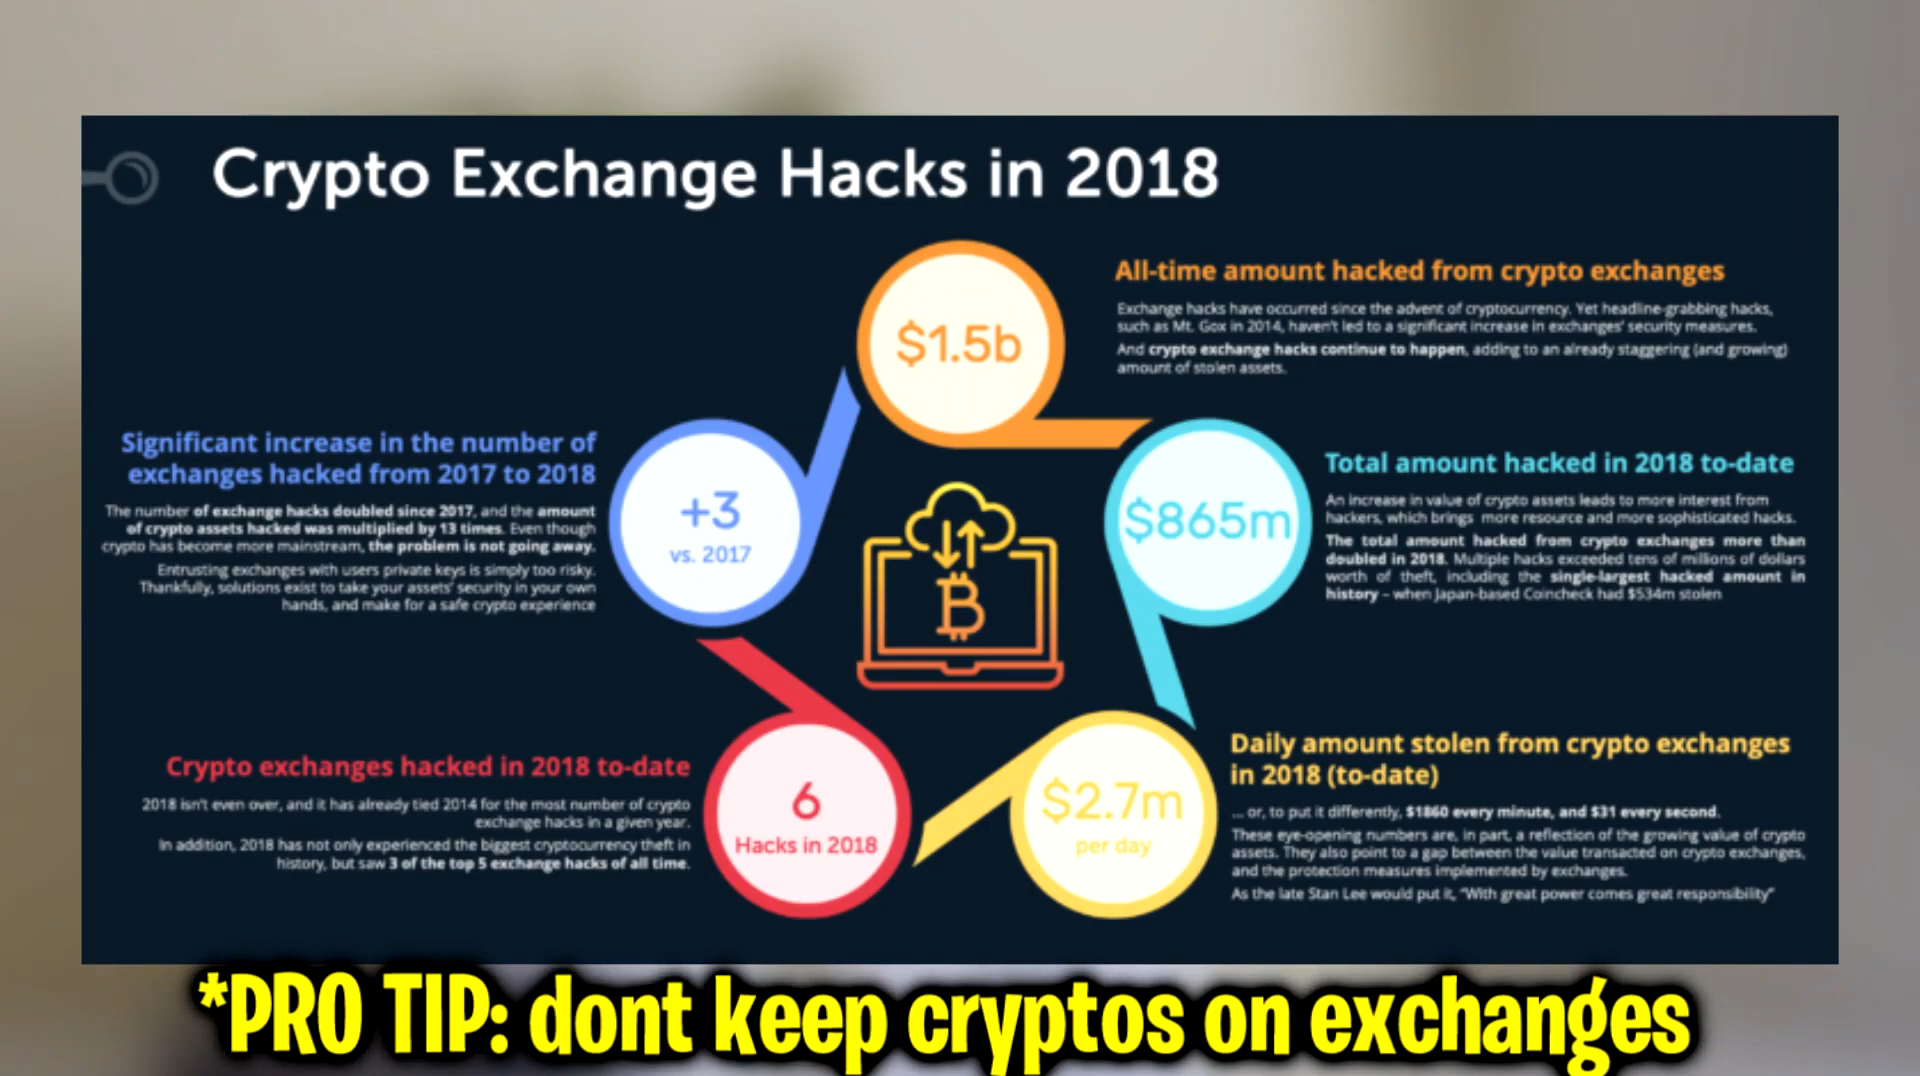 Crypto Exchange Hacks in 2018
$1.5b
All-time amount hacked from crypto exchanges
Exchange hacks have occurred since the advent of cryptocurrency. Yet headline-grabbing hacks,
such as Mt. Gox in 2014, haven't led to a significant increase in exchanges' security measures.
And crypto exchange hacks continue to happen, adding to an already staggering (and growing)
amount of stolen assets.
$865m
Total amount hacked in 2018 to-date
An increase in value of crypto assets leads to more interest from
hackers, which brings more resource and more sophisticated hacks.
The total amount hacked from crypto exchanges more than
doubled in 2018. Multiple hacks exceeded tens of millions of dollars
worth of theft, including the single-largest hacked amount in
history – when Japan-based Coincheck had $534m stolen
$2.7m
per day
Daily amount stolen from crypto exchanges
in 2018 (to-date)
... or, to put it differently, $1860 every minute, and $31 every second.
These eye-opening numbers are, in part, a reflection of the growing value of crypto
assets. They also point to a gap between the value transacted on crypto exchanges,
and the protection measures implemented by exchanges.
As the late Stan Lee would put it, "With great power comes great responsibility"
6
Hacks in 2018
Crypto exchanges hacked in 2018 to-date
2018 isn't even over, and it has already tied 2014 for the most number of crypto
exchange hacks in a given year.
In addition, 2018 has not only experienced the biggest cryptocurrency theft in
history, but saw 3 of the top 5 exchange hacks of all time.
+3
vs. 2017
Significant increase in the number of
exchanges hacked from 2017 to 2018
The number of exchange hacks doubled since 2017, and the amount
of crypto assets hacked was multiplied by 13 times. Even though
crypto has become more mainstream, the problem is not going away.
Entrusting exchanges with users private keys is simply too risky.
Thankfully, solutions exist to take your assets' security in your own
hands, and make for a safe crypto experience
*PRO TIP: dont keep cryptos on exchanges